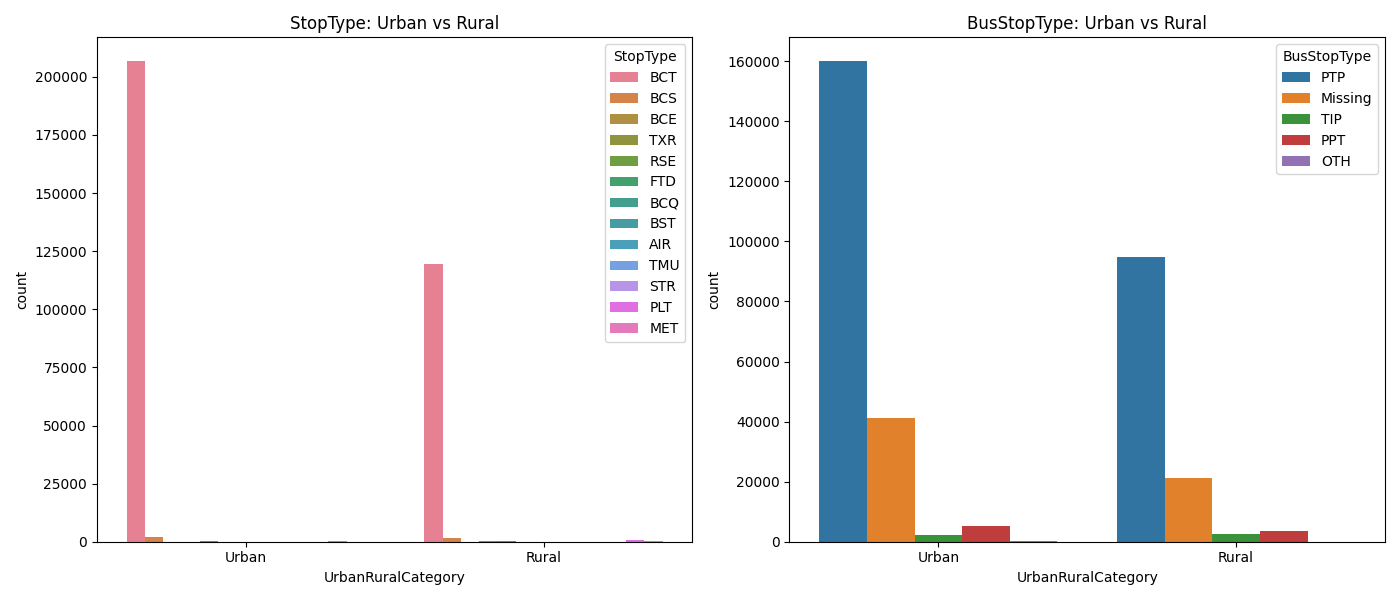 StopType: Urban vs Rural
200000
175000
150000
125000
100000
75000
50000
25000
0
count
Urban
Rural
UrbanRuralCategory
StopType
BCT
BCS
BCE
TXR
RSE
FTD
BCQ
BST
AIR
TMU
STR
PLT
MET
BusStopType: Urban vs Rural
160000
140000
120000
100000
80000
60000
40000
20000
0
count
Urban
Rural
UrbanRuralCategory
BusStopType
PTP
Missing
TIP
PPT
OTH